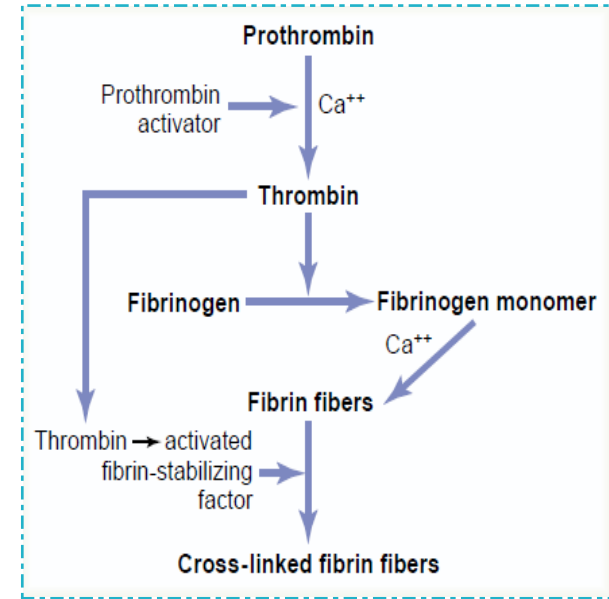 Prothrombin
Prothrombin
activator
Ca++
Thrombin
Fibrinogen
Fibrinogen monomer
Ca++
Fibrin fibers
Thrombin → activated
fibrin-stabilizing
factor
Cross-linked fibrin fibers